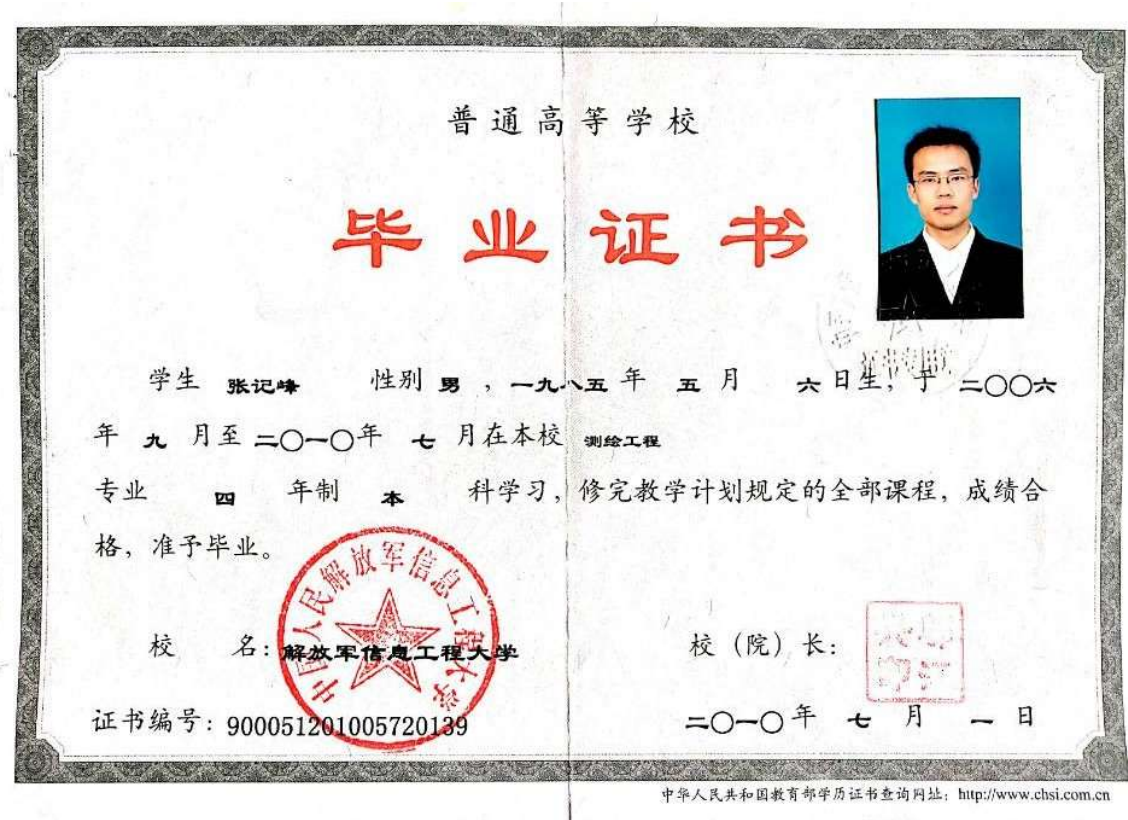 普通高等学校
毕业证书
学生 张记峰 性别 男 ，一九八五 年 五 月 六 日生，于 二〇〇六
年 九 月至 二〇一〇年 七 月在本校 测绘工程
专业 四 年制 本 科学习，修完教学计划规定的全部课程，成绩合
格，准予毕业。
中国人民解放军信息工程大学
校 名：解放军信息工程大学
校（院）长：
证书编号：900051201005720139
二〇一〇 年 七 月 一 日
中华人民共和国教育部学历证书查询网址：http://www.chsi.com.cn